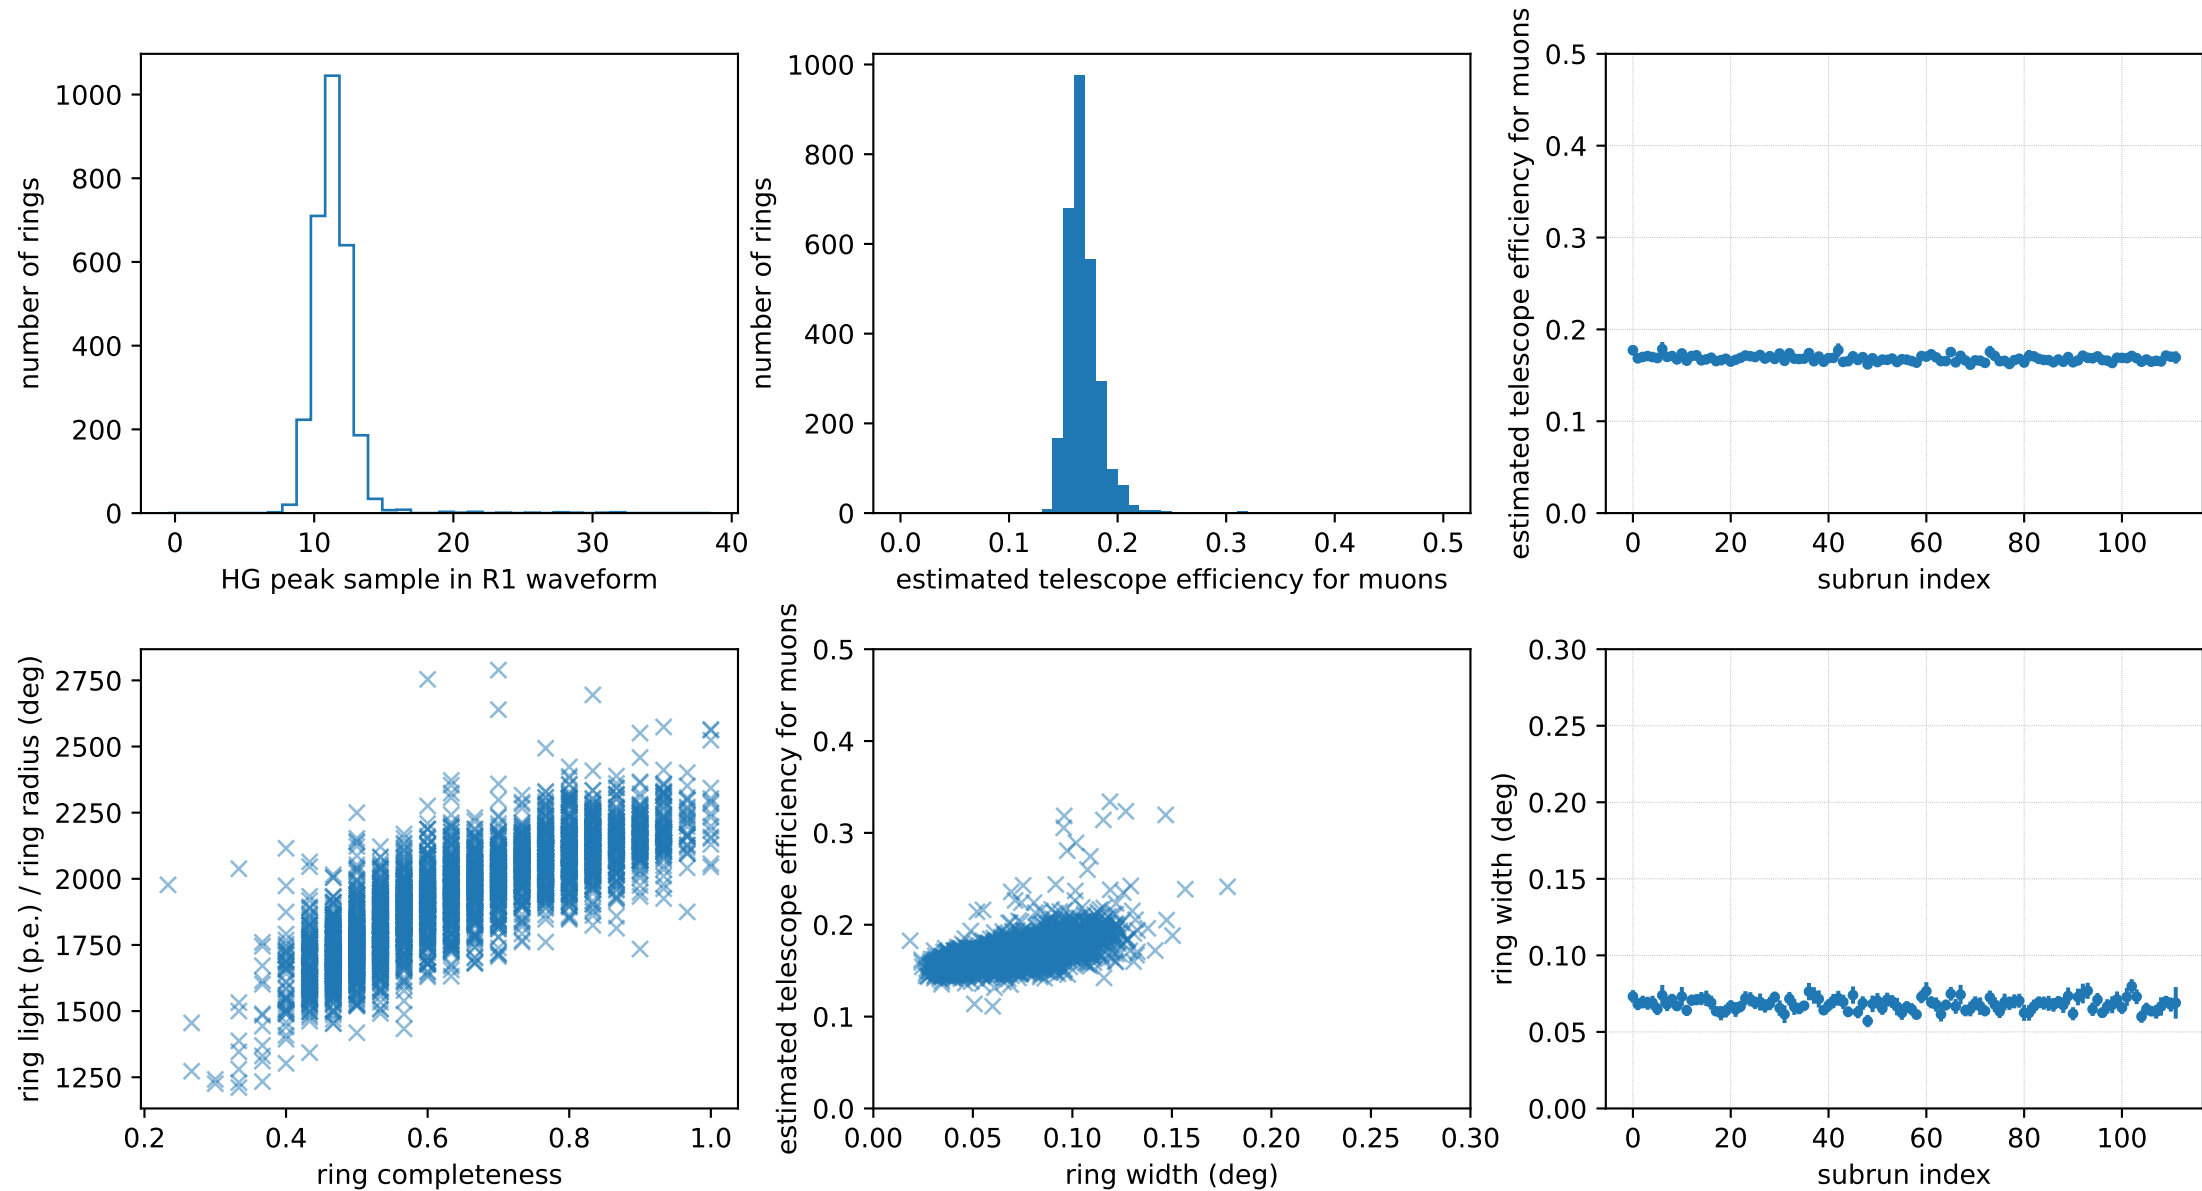 number of rings
1000
800
600
400
200
0
0 10 20 30 40
HG peak sample in R1 waveform
number of rings
1000
800
600
400
200
0
0.0 0.1 0.2 0.3 0.4 0.5
estimated telescope efficiency for muons
estimated telescope efficiency for muons
0.5
0.4
0.3
0.2
0.1
0.0
0 20 40 60 80 100
subrun index
ring light (p.e.) / ring radius (deg)
2750
2500
2250
2000
1750
1500
1250
0.2 0.4 0.6 0.8 1.0
ring completeness
estimated telescope efficiency for muons
0.5
0.4
0.3
0.2
0.1
0.0
0.00 0.05 0.10 0.15 0.20 0.25 0.30
ring width (deg)
ring width (deg)
0.30
0.25
0.20
0.15
0.10
0.05
0.00
0 20 40 60 80 100
subrun index